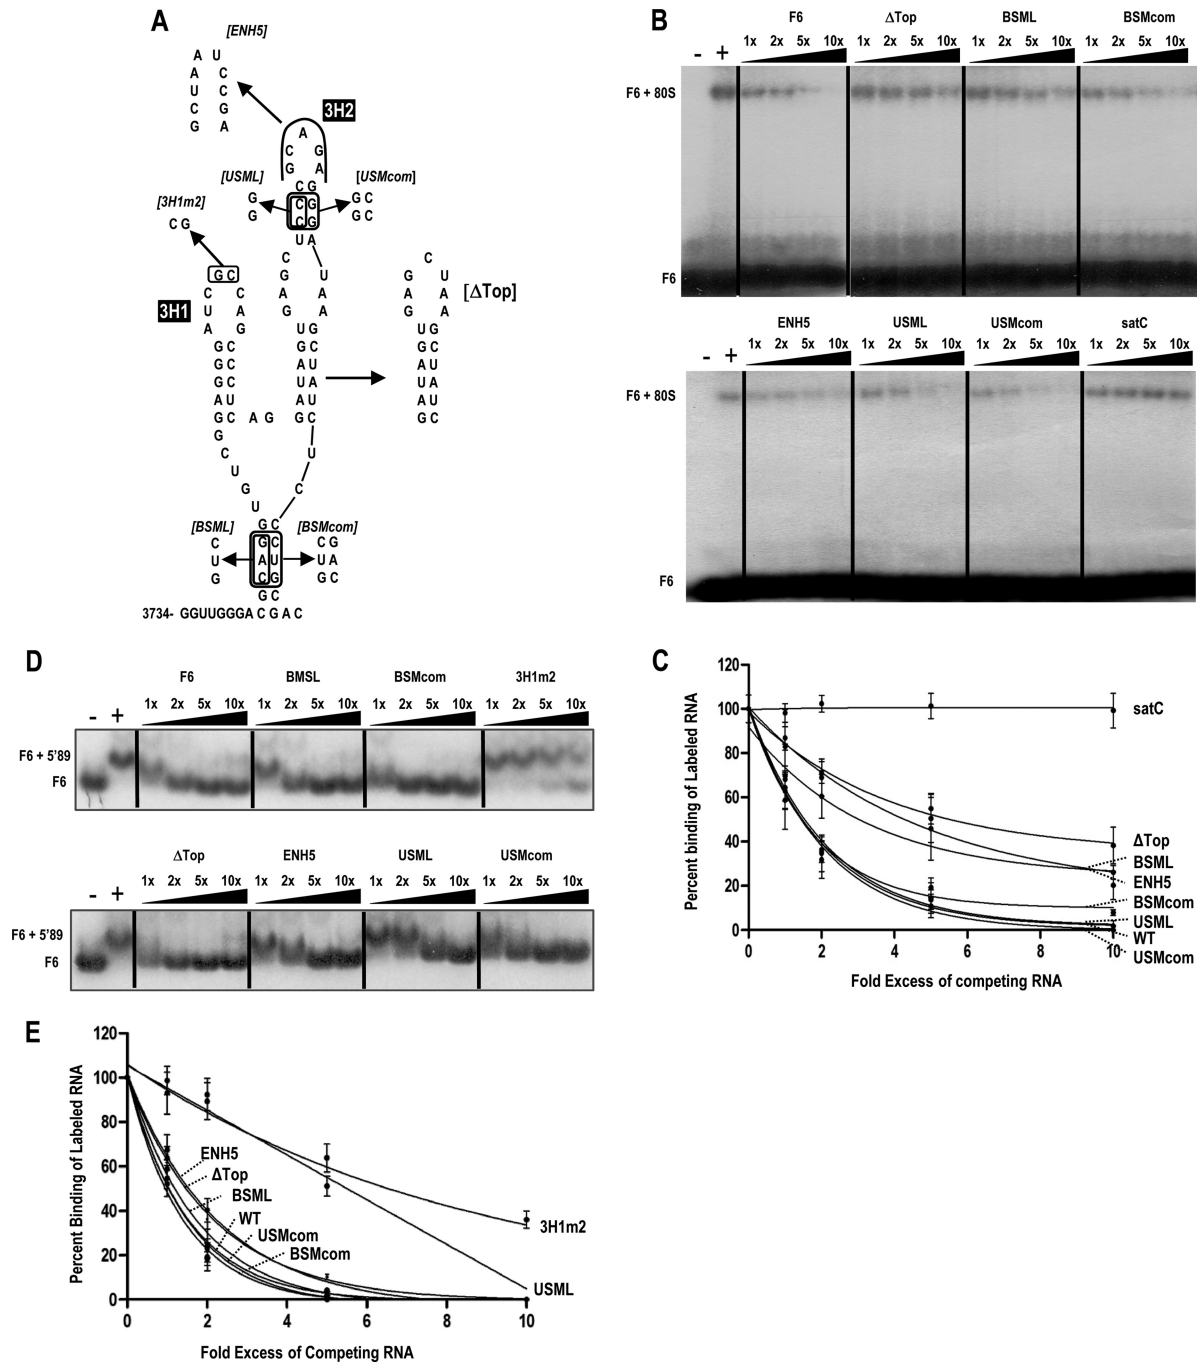 A
[ENH5]
A U
A C
U C
C G
G A
3H2
A
C G
G A
C G
[USML]
G
G
C G
C G
[USMcom]
G C
G C
U A
[3H1m2]
C G
G C
3H1
C C
U A
A G
G C
G C
G C
G C
A U
G C
A G
G
C
U
G
U
C
G U
A A
G A
U G
G C
A U
U A
A U
G C
U
C
[ΔTop]
C
G U
A A
G A
U G
G C
A U
U A
A U
G C
[BSML]
C
U
G
G C
G C
A U
C G
G C
[BSMcom]
C G
U A
G C
3734- GGUUGGGA C G A C
B
F6 ΔTop BSML BSMcom
- + 1x 2x 5x 10x 1x 2x 5x 10x 1x 2x 5x 10x 1x 2x 5x 10x
F6 + 80S
F6
ENH5 USML USMcom satC
- + 1x 2x 5x 10x 1x 2x 5x 10x 1x 2x 5x 10x 1x 2x 5x 10x
F6 + 80S
F6
D
F6 BMSL BSMcom 3H1m2
- + 1x 2x 5x 10x 1x 2x 5x 10x 1x 2x 5x 10x 1x 2x 5x 10x
F6 + 5'89
F6
ΔTop ENH5 USML USMcom
- + 1x 2x 5x 10x 1x 2x 5x 10x 1x 2x 5x 10x 1x 2x 5x 10x
F6 + 5'89
F6
C
Percent binding of Labeled RNA
120
100
80
60
40
20
0
0 2 4 6 8 10
Fold Excess of competing RNA
satC
ΔTop
BSML
ENH5
BSMcom
USML
WT
USMcom
E
Percent Binding of Labeled RNA
120
100
80
60
40
20
0
0 2 4 6 8 10
Fold Excess of Competing RNA
ENH5
ΔTop
BSML
WT
USMcom
BSMcom
3H1m2
USML